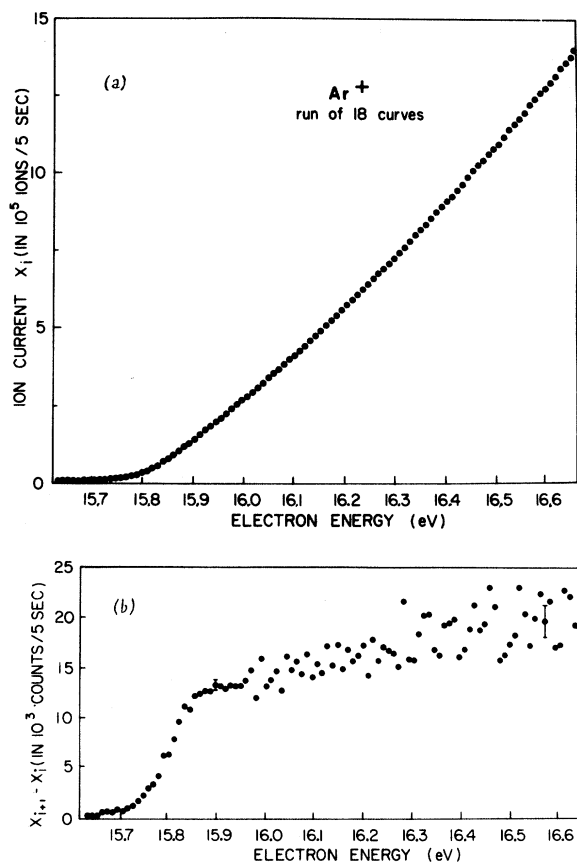 15
(a)
Ar +
run of 18 curves
10
5
0
ION CURRENT Xi (IN 10^5 IONS / 5 SEC)
15.7 15.8 15.9 16.0 16.1 16.2 16.3 16.4 16.5 16.6
ELECTRON ENERGY (eV)
25
(b)
20
15
10
5
0
Xi+1 - Xi (IN 10^3 COUNTS/5 SEC)
15.7 15.8 15.9 16.0 16.1 16.2 16.3 16.4 16.5 16.6
ELECTRON ENERGY (eV)